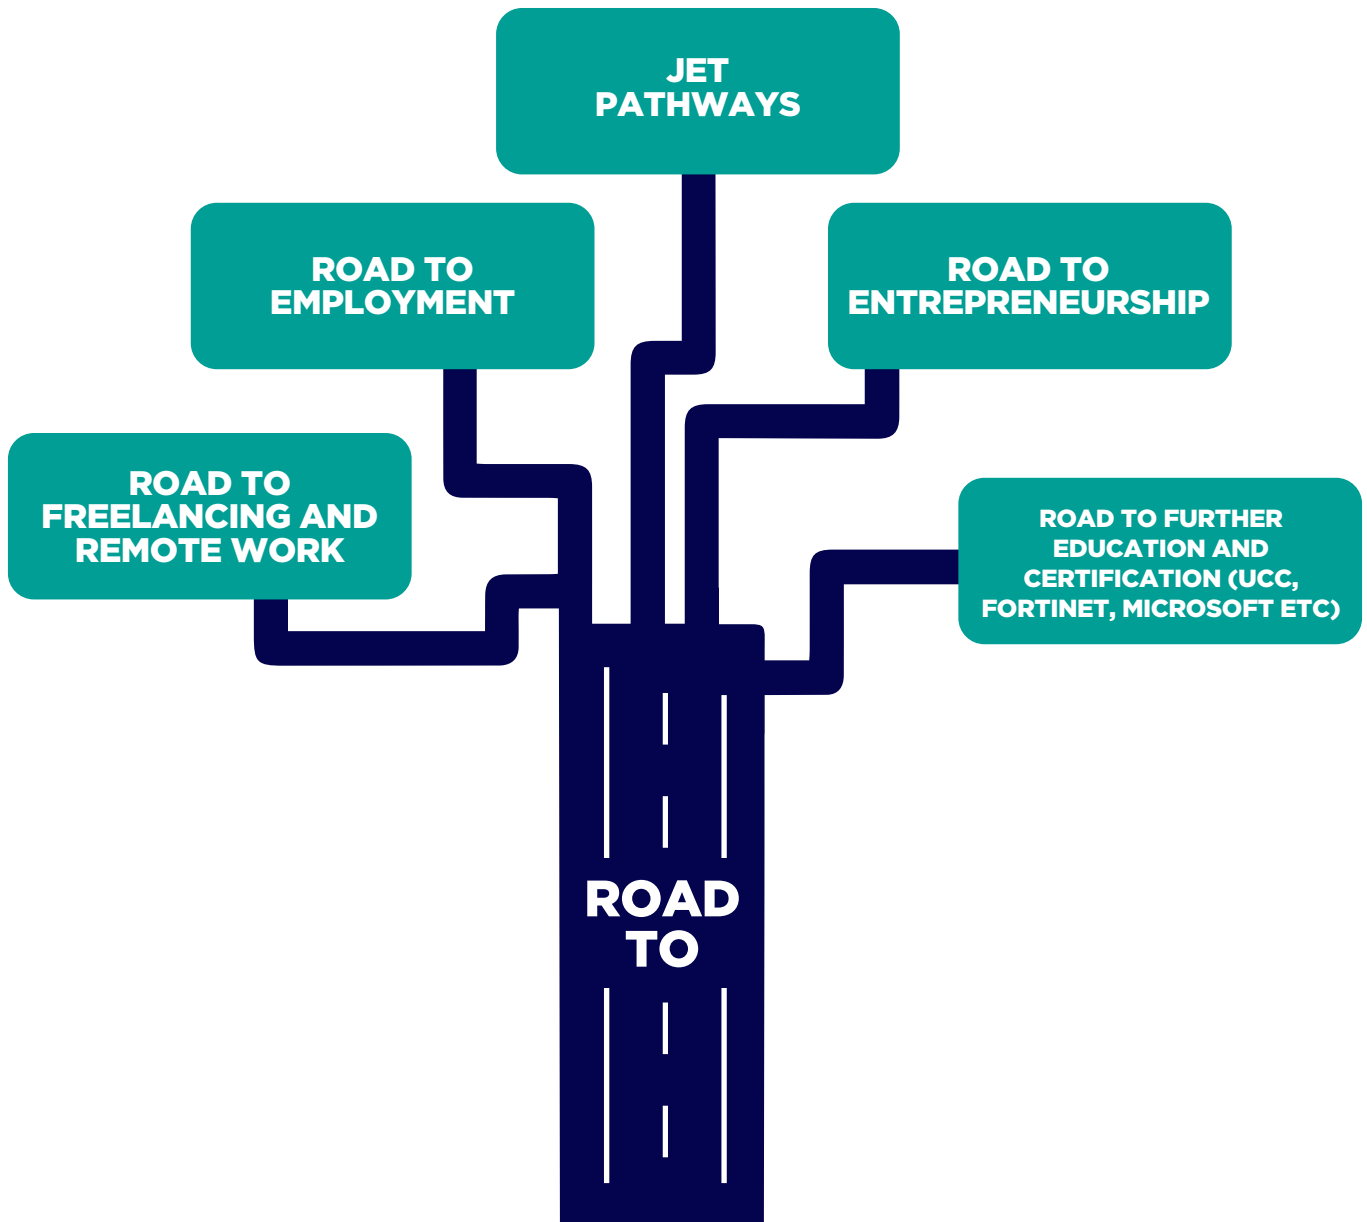 JET
PATHWAYS
ROAD TO
EMPLOYMENT
ROAD TO
ENTREPRENEURSHIP
ROAD TO
FREELANCING AND
REMOTE WORK
ROAD TO FURTHER
EDUCATION AND
CERTIFICATION (UCC,
FORTINET, MICROSOFT ETC)
ROAD
TO